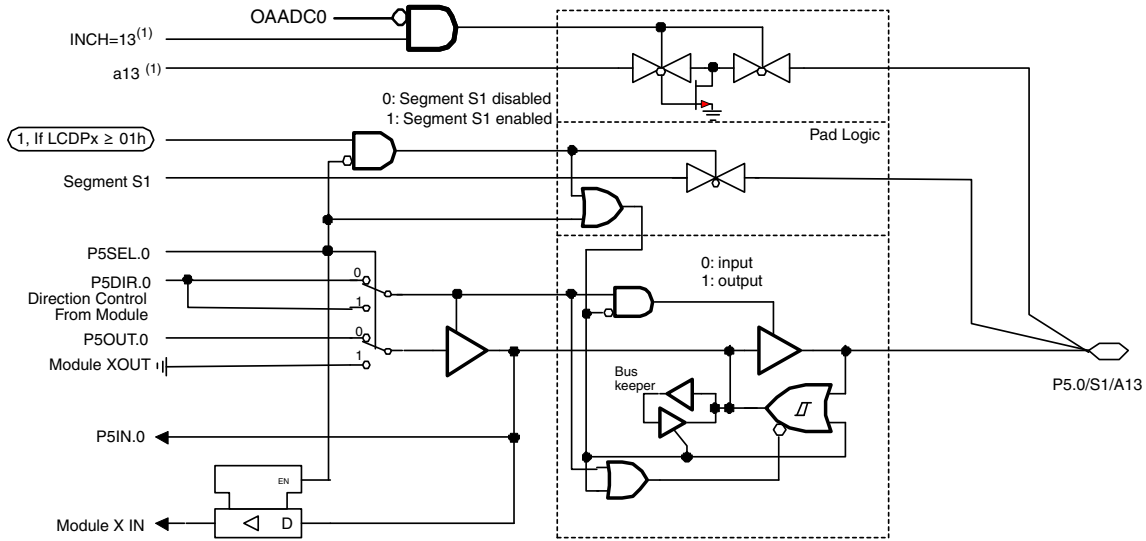 OAADC0
INCH=13(1)
a13 (1)
0: Segment S1 disabled
1: Segment S1 enabled
Pad Logic
1, If LCDPx ≥ 01h
Segment S1
P5SEL.0
0: input
1: output
P5DIR.0
0
Direction Control
From Module
1
P5OUT.0
0
Module XOUT
1
Bus
keeper
P5.0/S1/A13
P5IN.0
EN
Module X IN
D